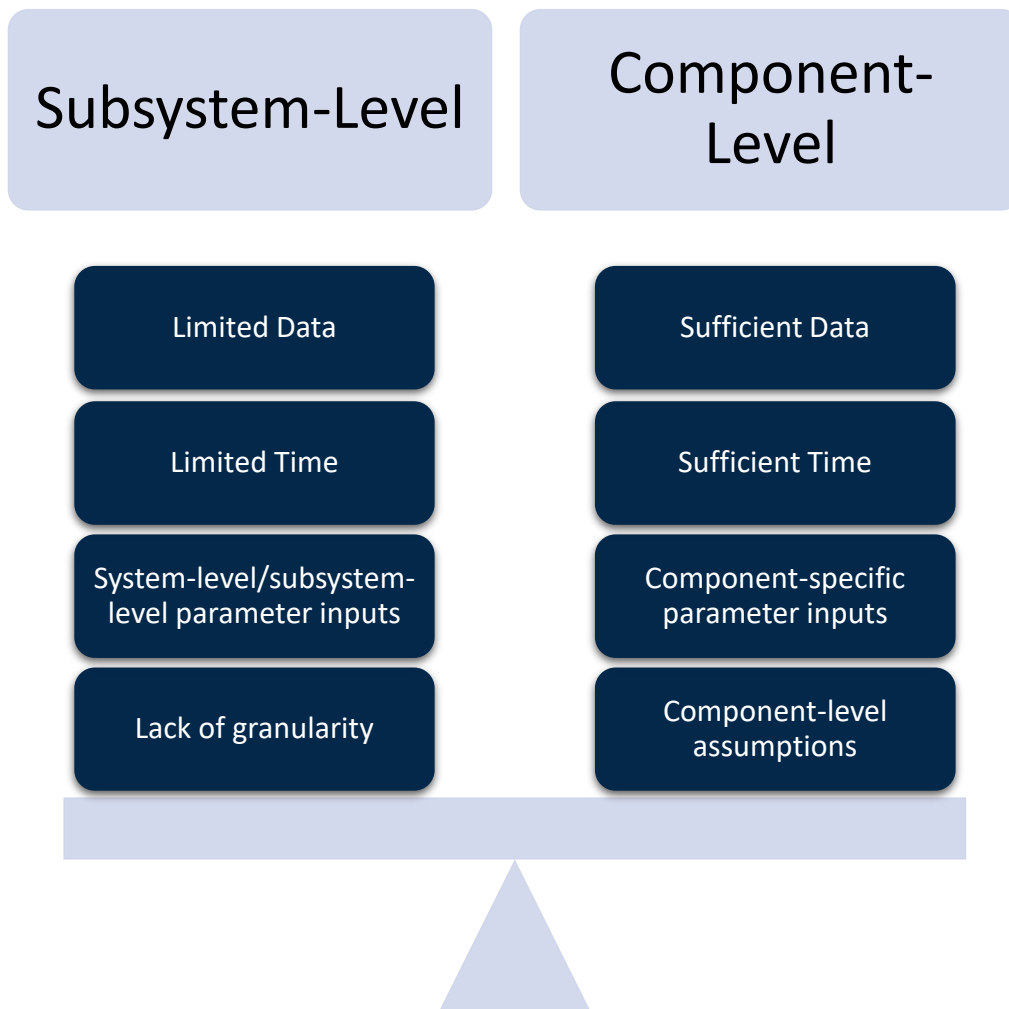 Subsystem-Level
Component-
Level
Limited Data
Limited Time
System-level/subsystem-
level parameter inputs
Lack of granularity
Sufficient Data
Sufficient Time
Component-specific
parameter inputs
Component-level
assumptions